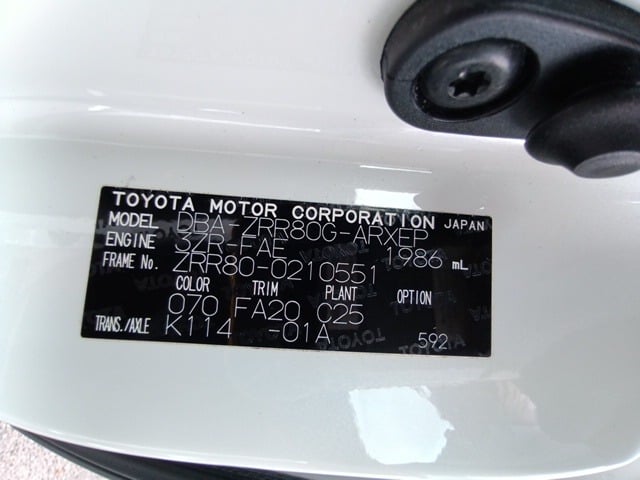 TOYOTA MOTOR CORPORATION JAPAN
MODEL DBA-ZRR80G-ARXEP
ENGINE 3ZR-FAE 1986 mL
FRAME No. ZRR80-0210551
COLOR TRIM PLANT OPTION
070 FA20 C25
TRANS./AXLE K114 -01A 592